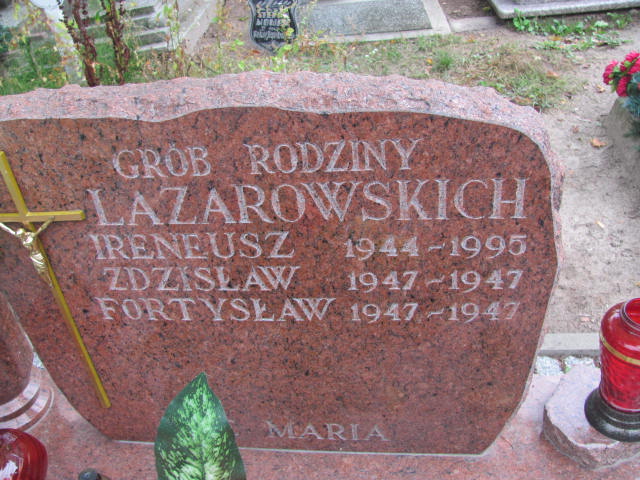 GRÓB RODZINY
LAZAROWSKICH
IRENEUSZ 1944-1995
ZDZISŁAW 1947-1947
FORTYSŁAW 1947-1947
MARIA